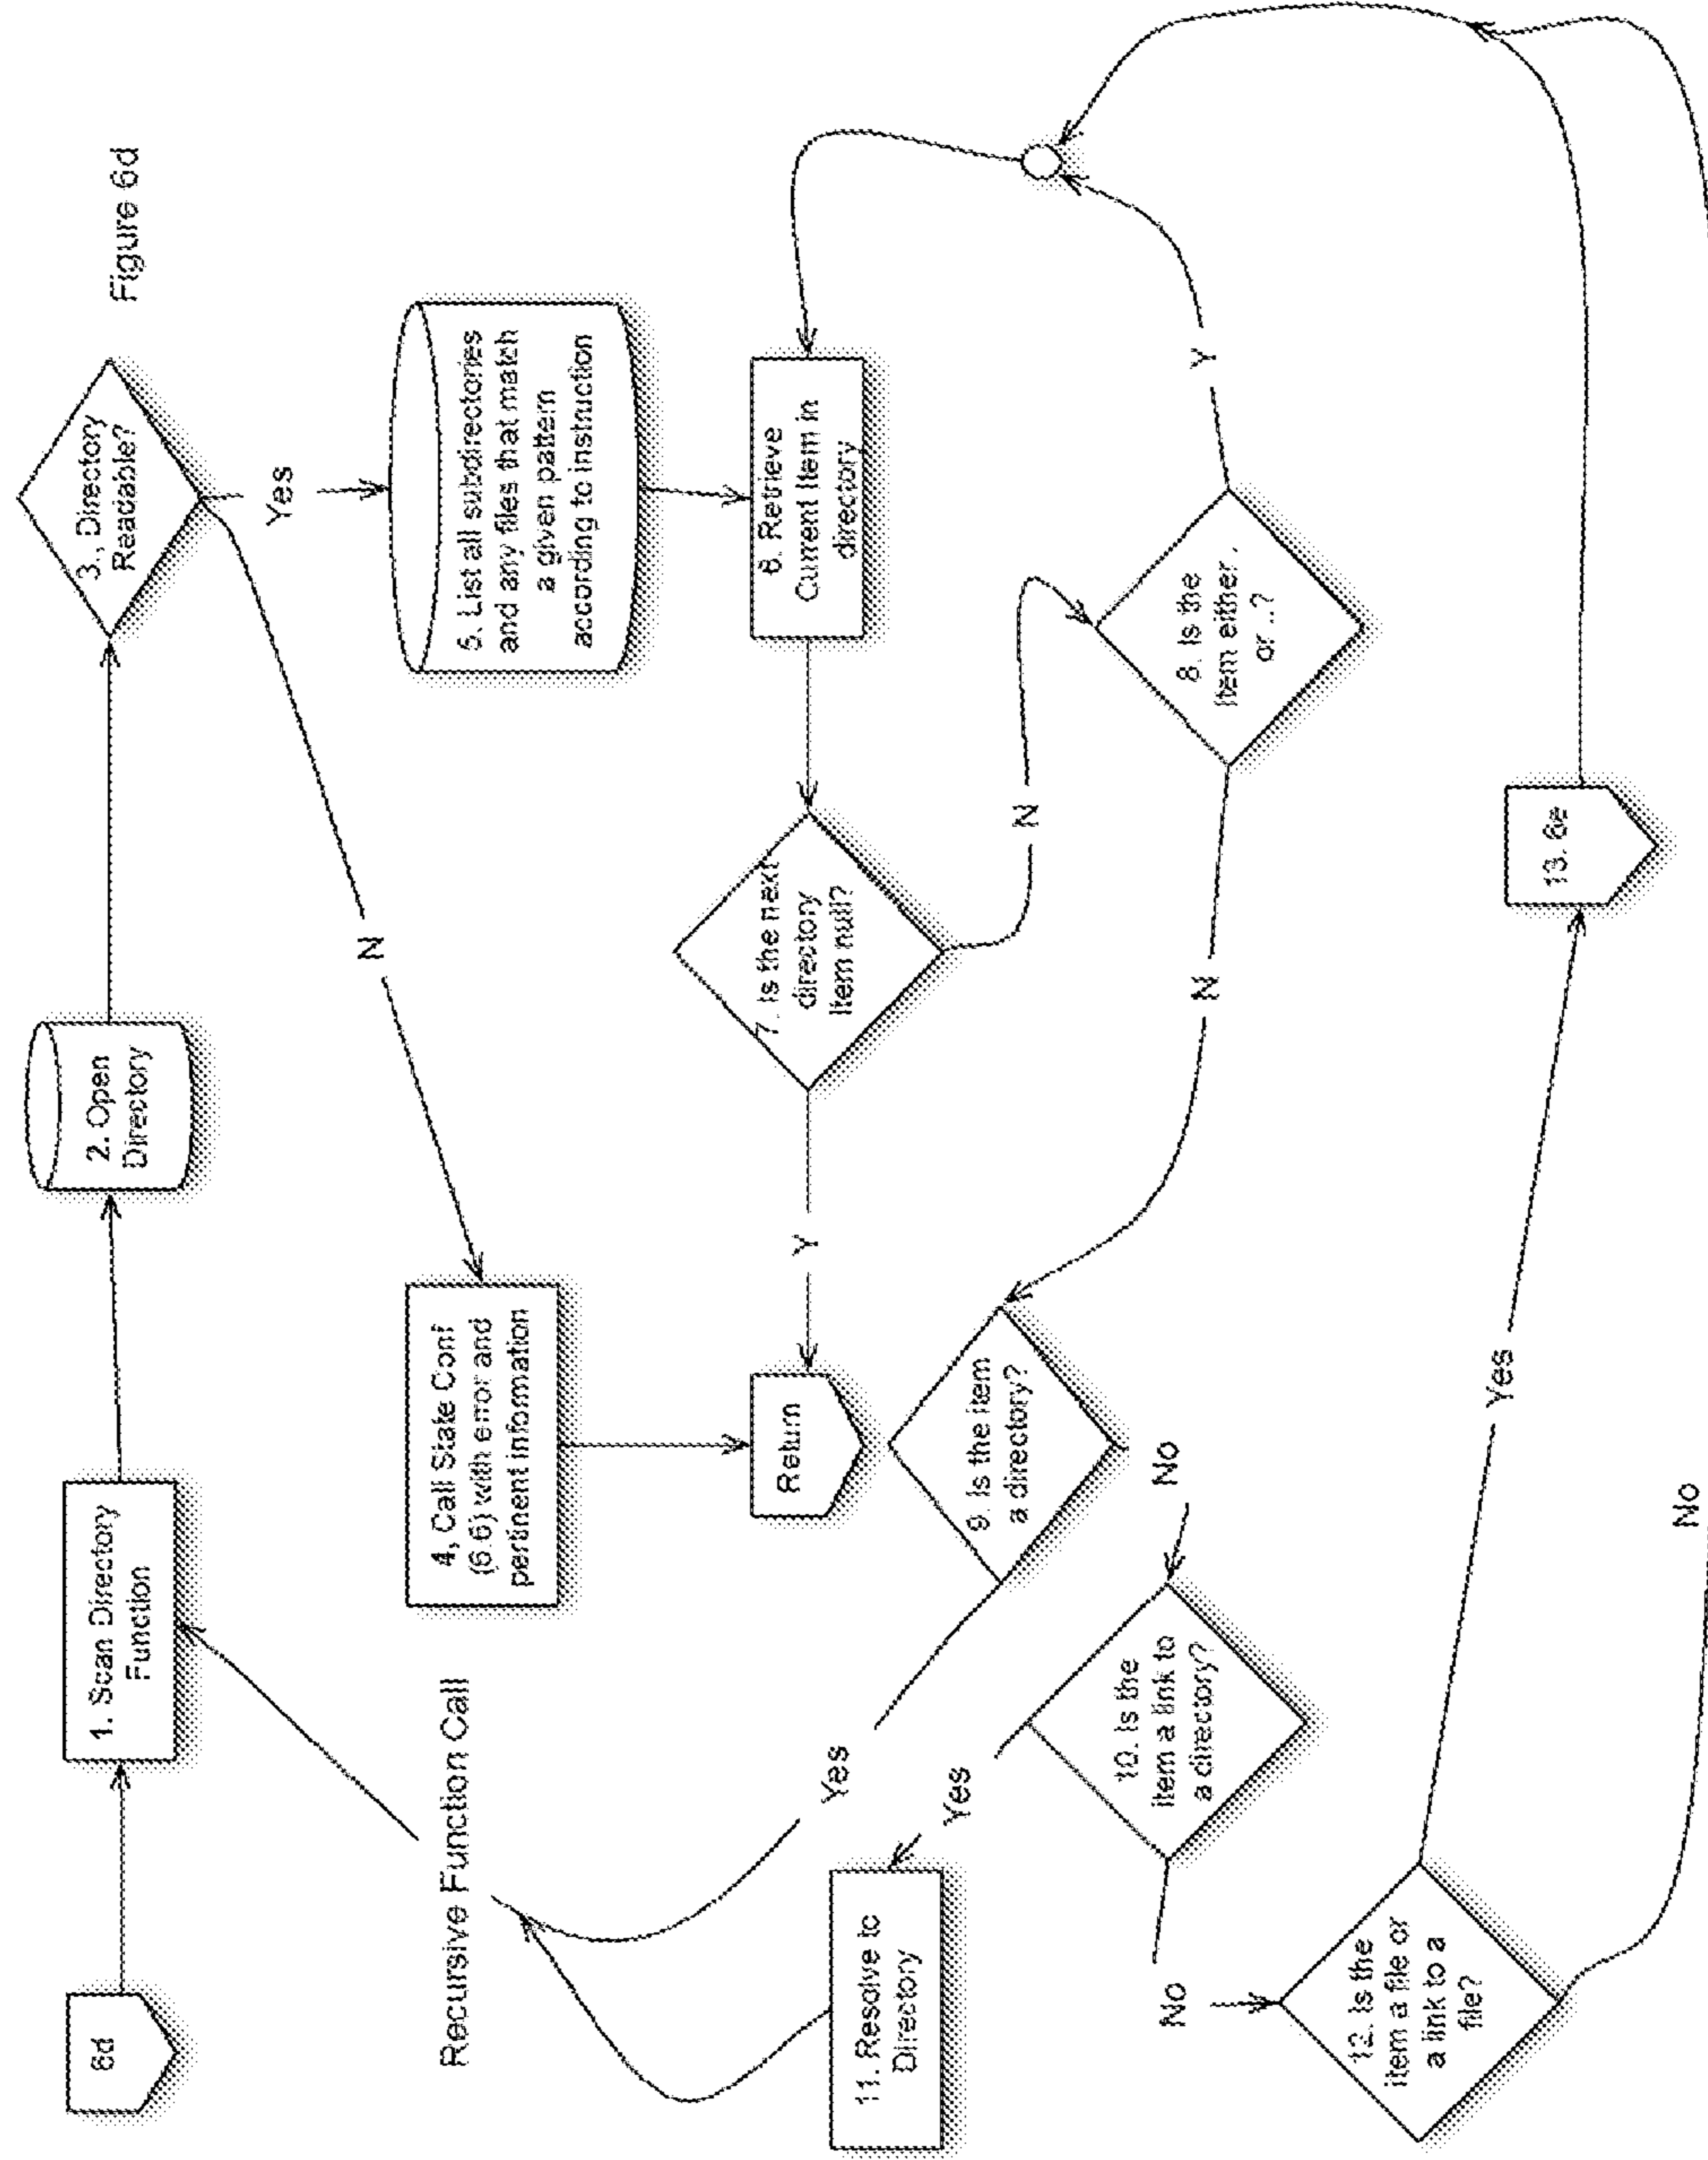 Figure 6d
6d
1. Scan Directory
Function
2. Open
Directory
3., Directory
Readable?
Yes
N
4, Call State Conf
(6.6) with error and
pertinent information
5. List all subdirectories
and any files that match
a given pattern
according to instruction
Recursive Function Call
Return
Y
7. Is the next
directory
item null?
6. Retrieve
Current Item in
directory
N
Yes
9. Is the item
a directory?
11. Resolve to
Directory
Yes
10. Is the
item a link to
a directory?
No
N
8. Is the
item either .
or ..?
Y
No
12. Is the
item a file or
a link to a
file?
Yes
13. 6e
No